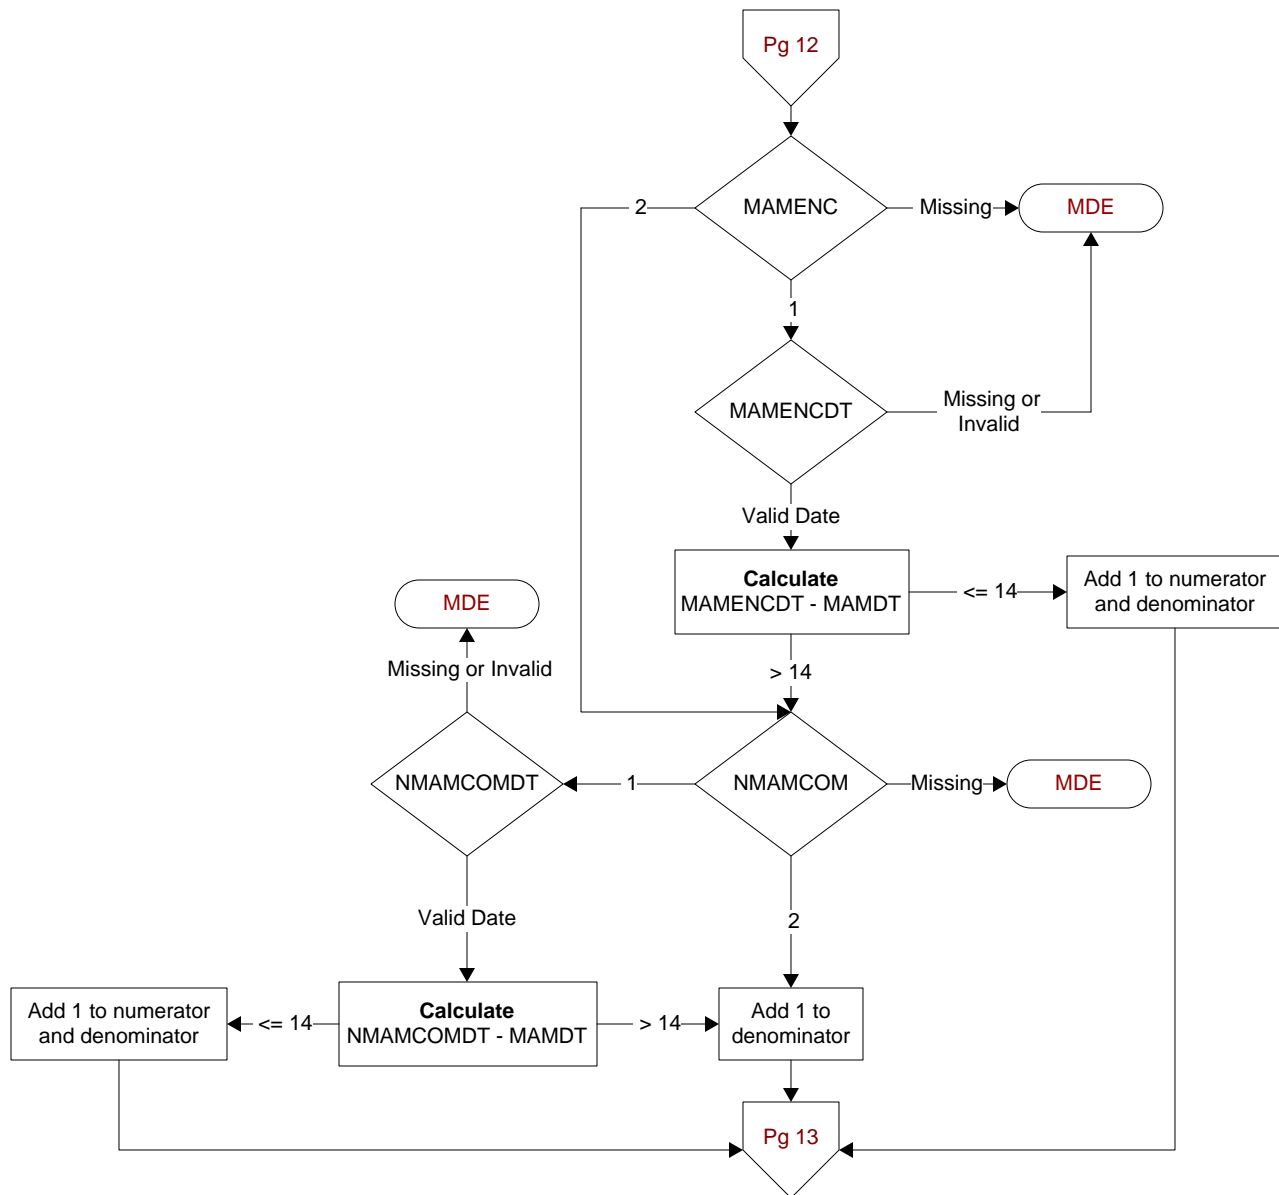 Pg 12
MAMENC
2
Missing
MDE
1
MAMENCDT
Missing or
Invalid
Valid Date
Calculate
MAMENCDT - MAMDT
<= 14
Add 1 to numerator
and denominator
> 14
MDE
Missing or Invalid
NMAMCOMDT
1
NMAMCOM
Missing
MDE
Valid Date
2
Add 1 to numerator
and denominator
<= 14
Calculate
NMAMCOMDT - MAMDT
> 14
Add 1 to
denominator
Pg 13